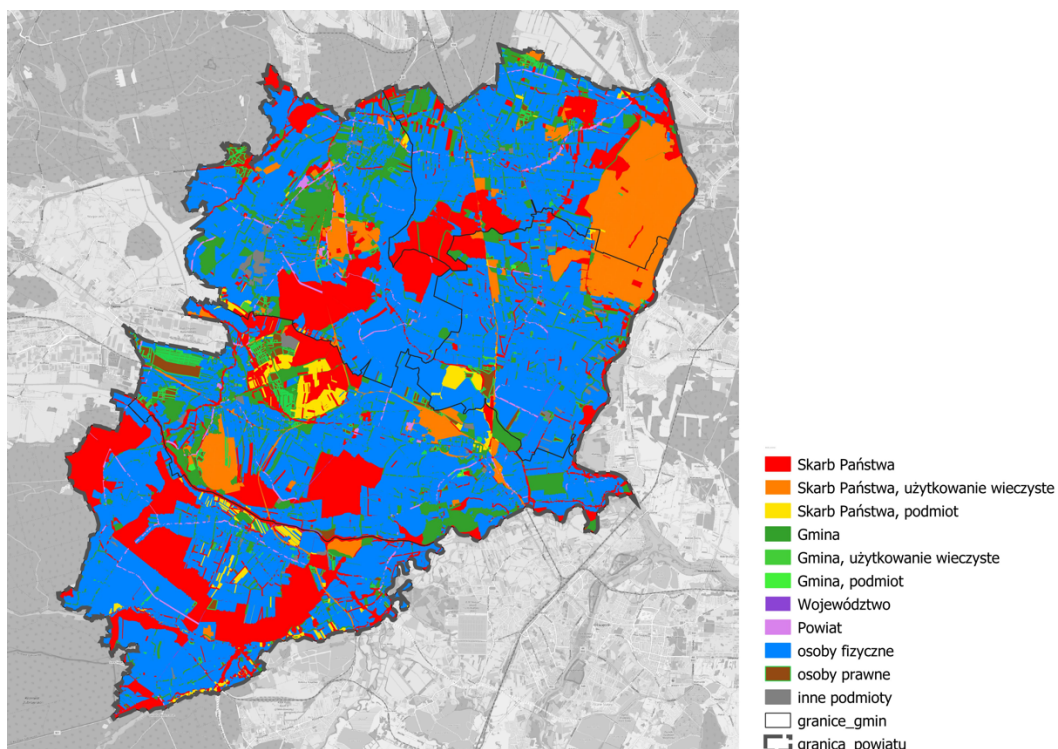 Skarb Państwa
Skarb Państwa, użytkowanie wieczyste
Skarb Państwa, podmiot
Gmina
Gmina, użytkowanie wieczyste
Gmina, podmiot
Województwo
Powiat
osoby fizyczne
osoby prawne
inne podmioty
granice_gmin
granica_powiatu